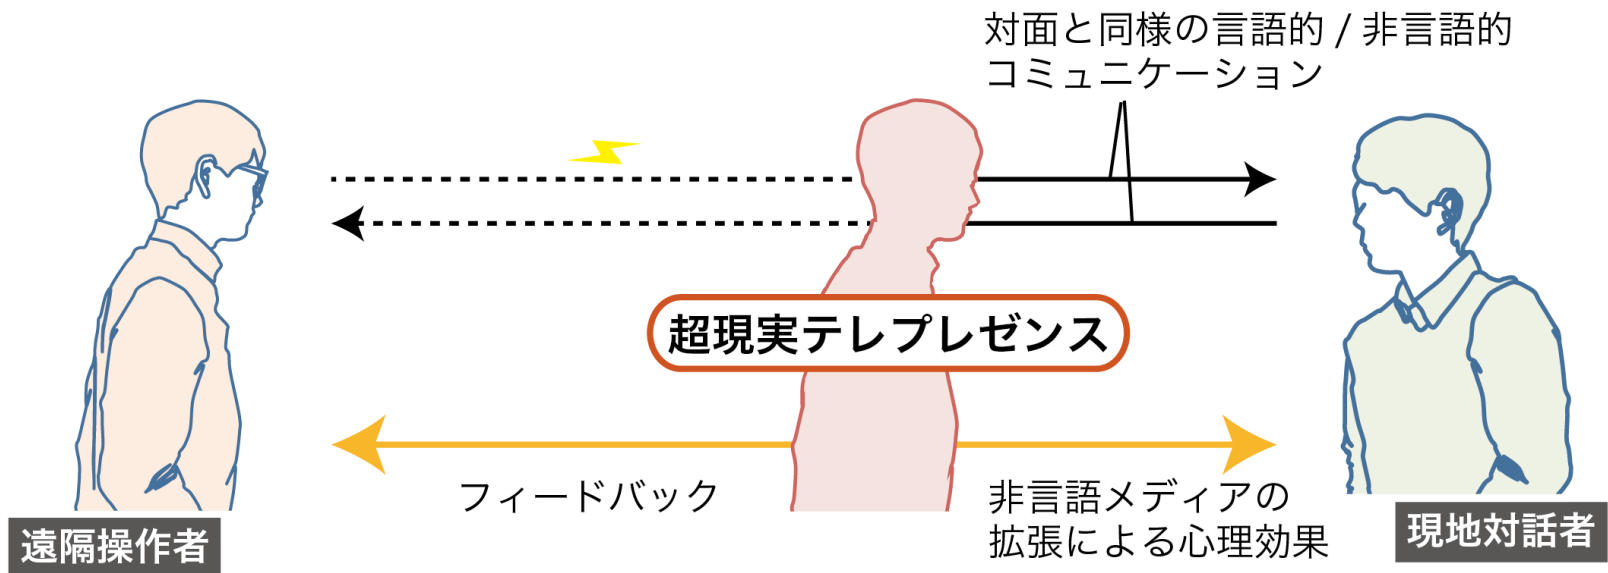 対面と同様の言語的 / 非言語的
コミュニケーション
超現実テレプレゼンス
フィードバック
非言語メディアの
拡張による心理効果
遠隔操作者
現地対話者